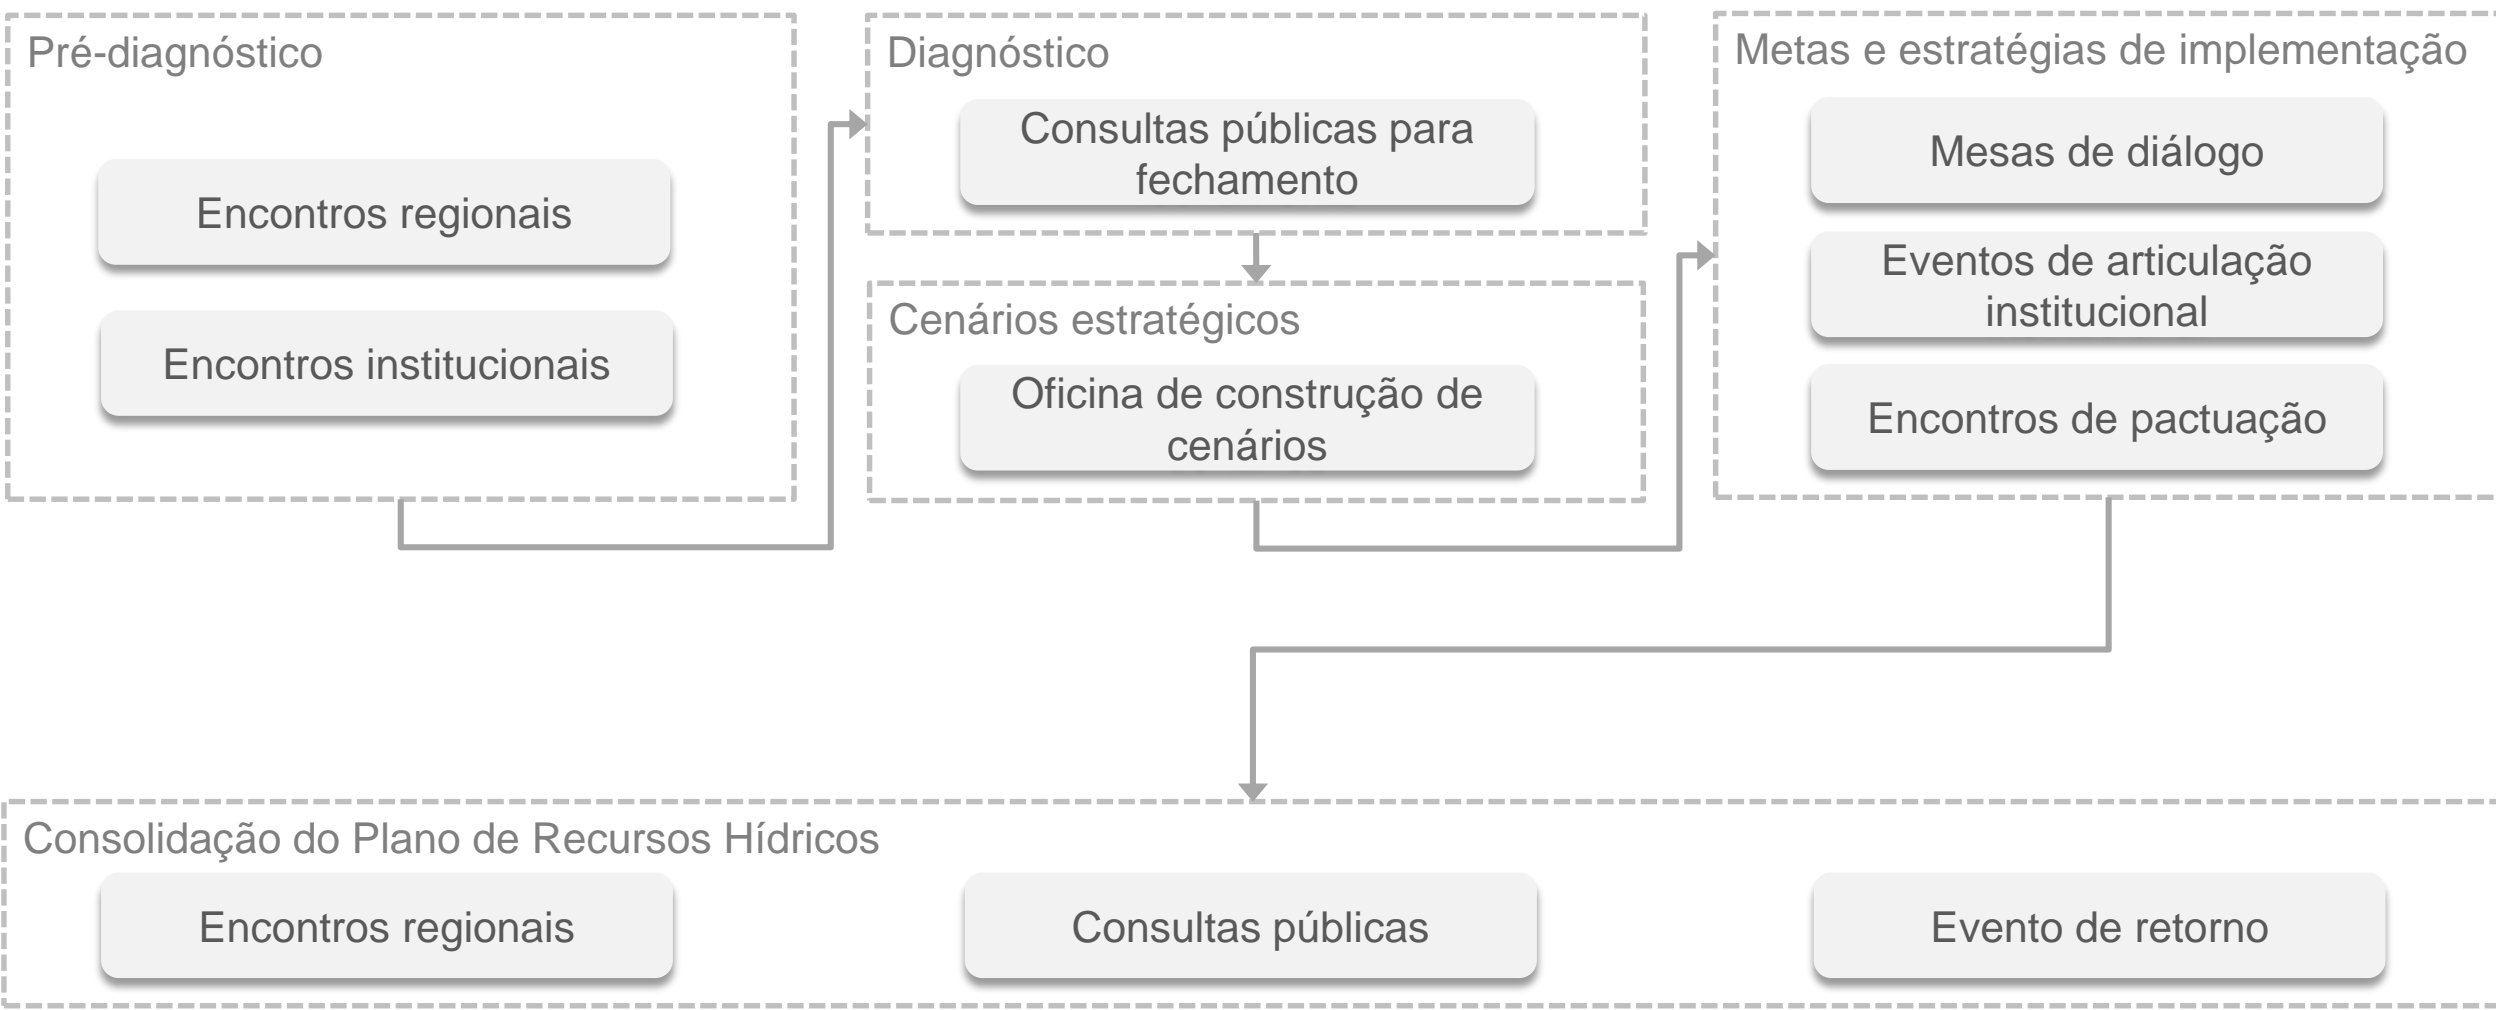 Pré-diagnóstico
Encontros regionais
Encontros institucionais
Diagnóstico
Consultas públicas para
fechamento
Cenários estratégicos
Oficina de construção de
cenários
Metas e estratégias de implementação
Mesas de diálogo
Eventos de articulação
institucional
Encontros de pactuação
Consolidação do Plano de Recursos Hídricos
Encontros regionais
Consultas públicas
Evento de retorno